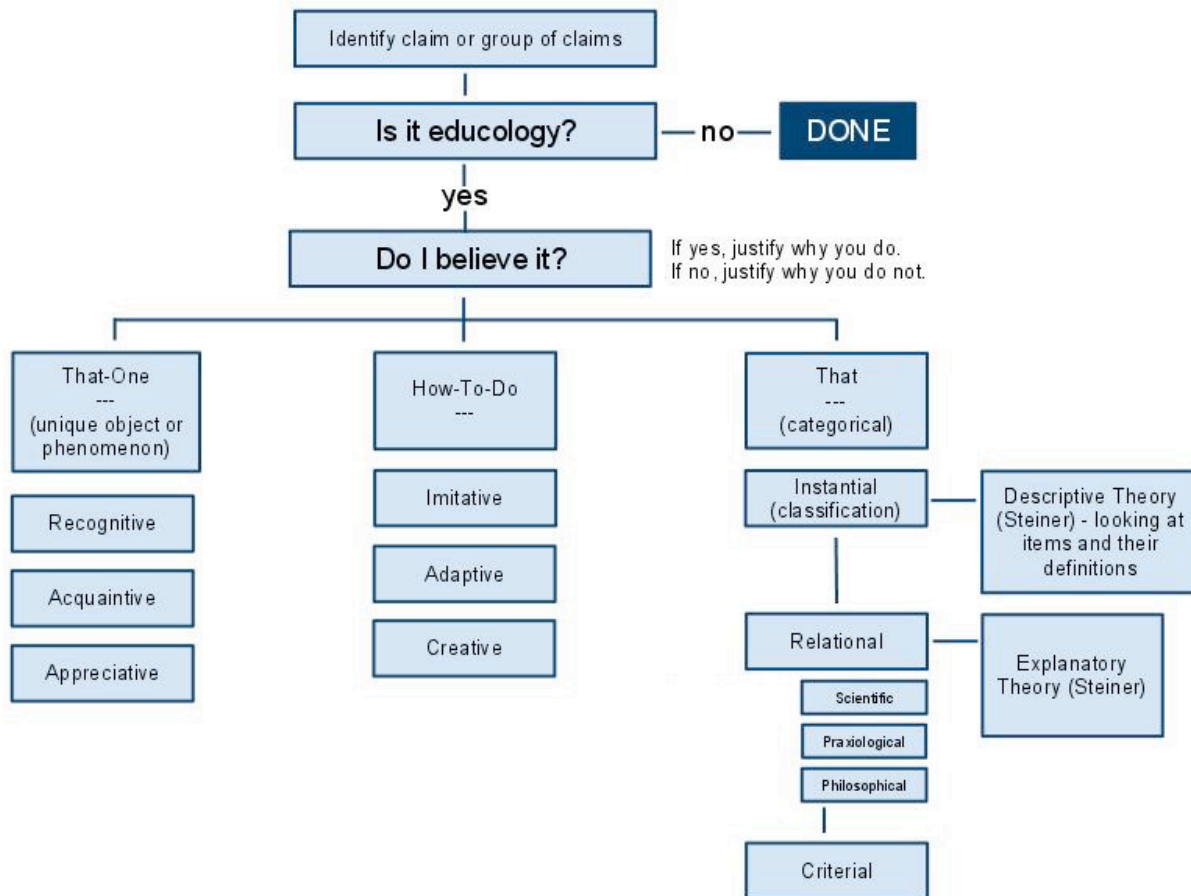 Identify claim or group of claims
Is it educology?
no
DONE
yes
Do I believe it?
If yes, justify why you do.
If no, justify why you do not.
That-One
---
(unique object or
phenomenon)
Recognitive
Acquaintive
Appreciative
How-To-Do
---
Imitative
Adaptive
Creative
That
---
(categorical)
Instantial
(classification)
Descriptive Theory
(Steiner) - looking at
items and their
definitions
Relational
Explanatory
Theory (Steiner)
Scientific
Praxiological
Philosophical
Criterial